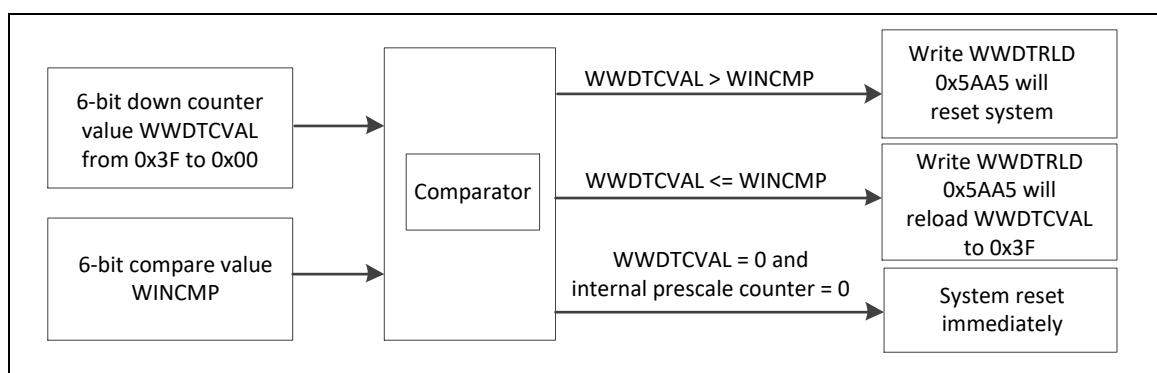 6-bit down counter
value WWDTCVAL
from 0x3F to 0x00
6-bit compare value
WINCMP
Comparator
WWDTCVAL > WINCMP
WWDTCVAL <= WINCMP
WWDTCVAL = 0 and
internal prescale counter = 0
Write WWDTRLD
0x5AA5 will
reset system
Write WWDTRLD
0x5AA5 will
reload WWDTCVAL
to 0x3F
System reset
immediately